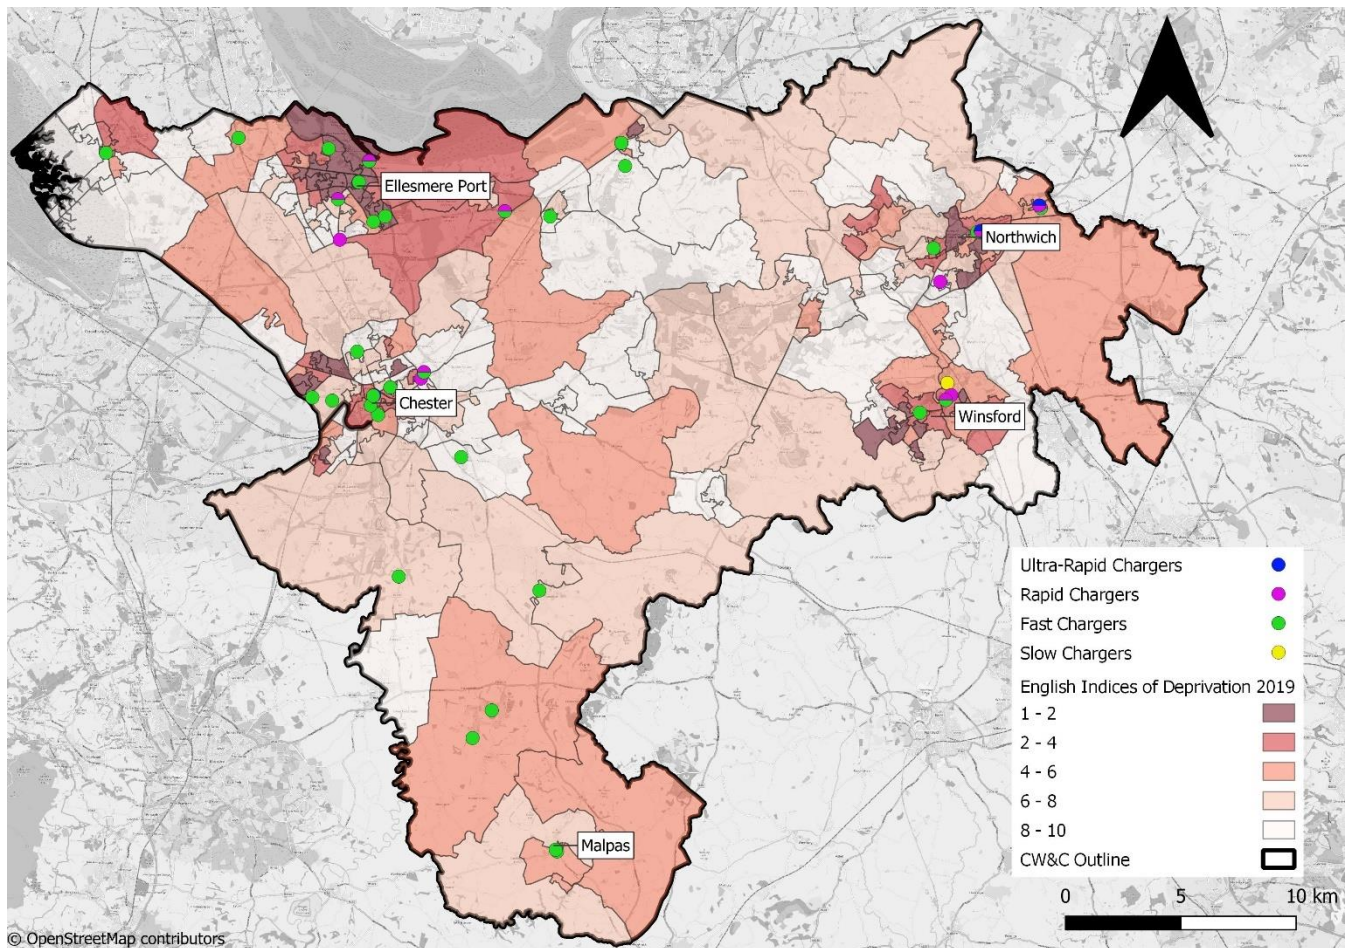 Ellesmere Port
Northwich
Chester
Winsford
Malpas
Ultra-Rapid Chargers
Rapid Chargers
Fast Chargers
Slow Chargers
English Indices of Deprivation 2019
1 - 2
2 - 4
4 - 6
6 - 8
8 - 10
CW&C Outline
0 5 10 km
© OpenStreetMap contributors